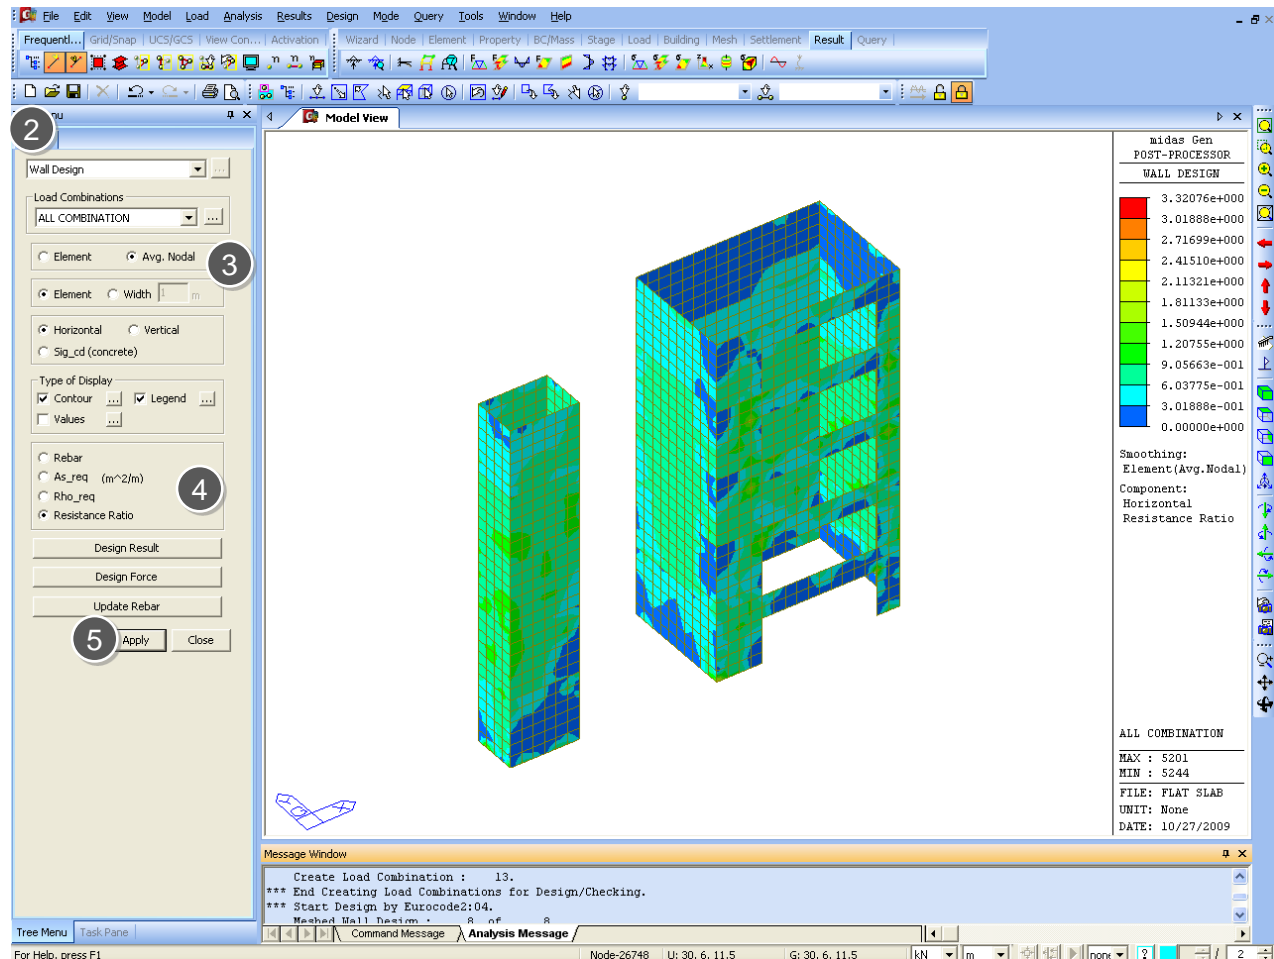 File Edit View Model Load Analysis Results Design Mode Query Tools Window Help
Frequentl... Grid/Snap UCS/GCS View Con... Activation Wizard Node Element Property BC/Mass Stage Load Building Mesh Settlement Result Query
2
Model View
Wall Design
Load Combinations
ALL COMBINATION
Element Avg. Nodal
3
Element Width 1 m
Horizontal Vertical
Sig_cd (concrete)
Type of Display
Contour ... Legend ...
Values ...
Rebar
As_req (m^2/m)
Rho_req
4
Resistance Ratio
Design Result
Design Force
Update Rebar
5
Apply Close
midas Gen
POST-PROCESSOR
WALL DESIGN
3.32076e+000
3.01888e+000
2.71699e+000
2.41510e+000
2.11321e+000
1.81133e+000
1.50944e+000
1.20755e+000
9.05663e-001
6.03775e-001
3.01888e-001
0.00000e+000
Smoothing:
Element(Avg.Nodal)
Component:
Horizontal
Resistance Ratio
ALL COMBINATION
MAX : 5201
MIN : 5244
FILE: FLAT SLAB
UNIT: None
DATE: 10/27/2009
Message Window
Create Load Combination : 13.
*** End Creating Load Combinations for Design/Checking.
*** Start Design by Eurocode2:04.
Meshed Wall Design : 8 of 8
Tree Menu Task Pane
Command Message Analysis Message
For Help, press F1
Node-26748 U: 30, 6, 11.5 G: 30, 6, 11.5 kN m none ? / 2